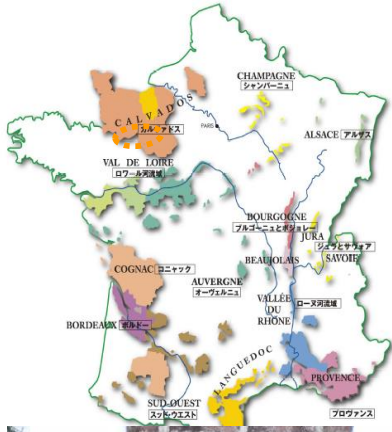 CHAMPAGNE
シャンパーニュ
CALVADOS
カルヴァドス
PARIS
ALSACE アルザス
VAL DE LOIRE
ロワール河流域
BOURGOGNE
ブルゴーニュとボジョレー
JURA
ジュラとサヴォア
SAVOIE
BEAUJOLAIS
COGNAC コニャック
AUVERGNE
オーヴェルニュ
VALLÉE
DU
RHÔNE
ローヌ河流域
BORDEAUX ボルドー
LANGUEDOC
PROVENCE
プロヴァンス
SUD-OUEST
スッド・ウエスト